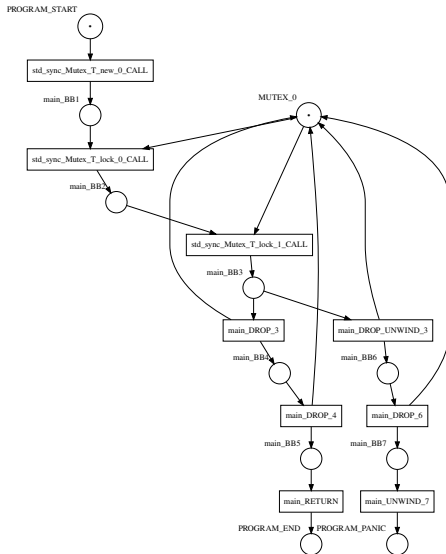 PROGRAM_START
std_sync_Mutex_T_new_0_CALL
main_BB1
MUTEX_0
std_sync_Mutex_T_lock_0_CALL
main_BB2
std_sync_Mutex_T_lock_1_CALL
main_BB3
main_DROP_3
main_DROP_UNWIND_3
main_BB4
main_BB6
main_DROP_4
main_DROP_6
main_BB5
main_BB7
main_RETURN
main_UNWIND_7
PROGRAM_END
PROGRAM_PANIC